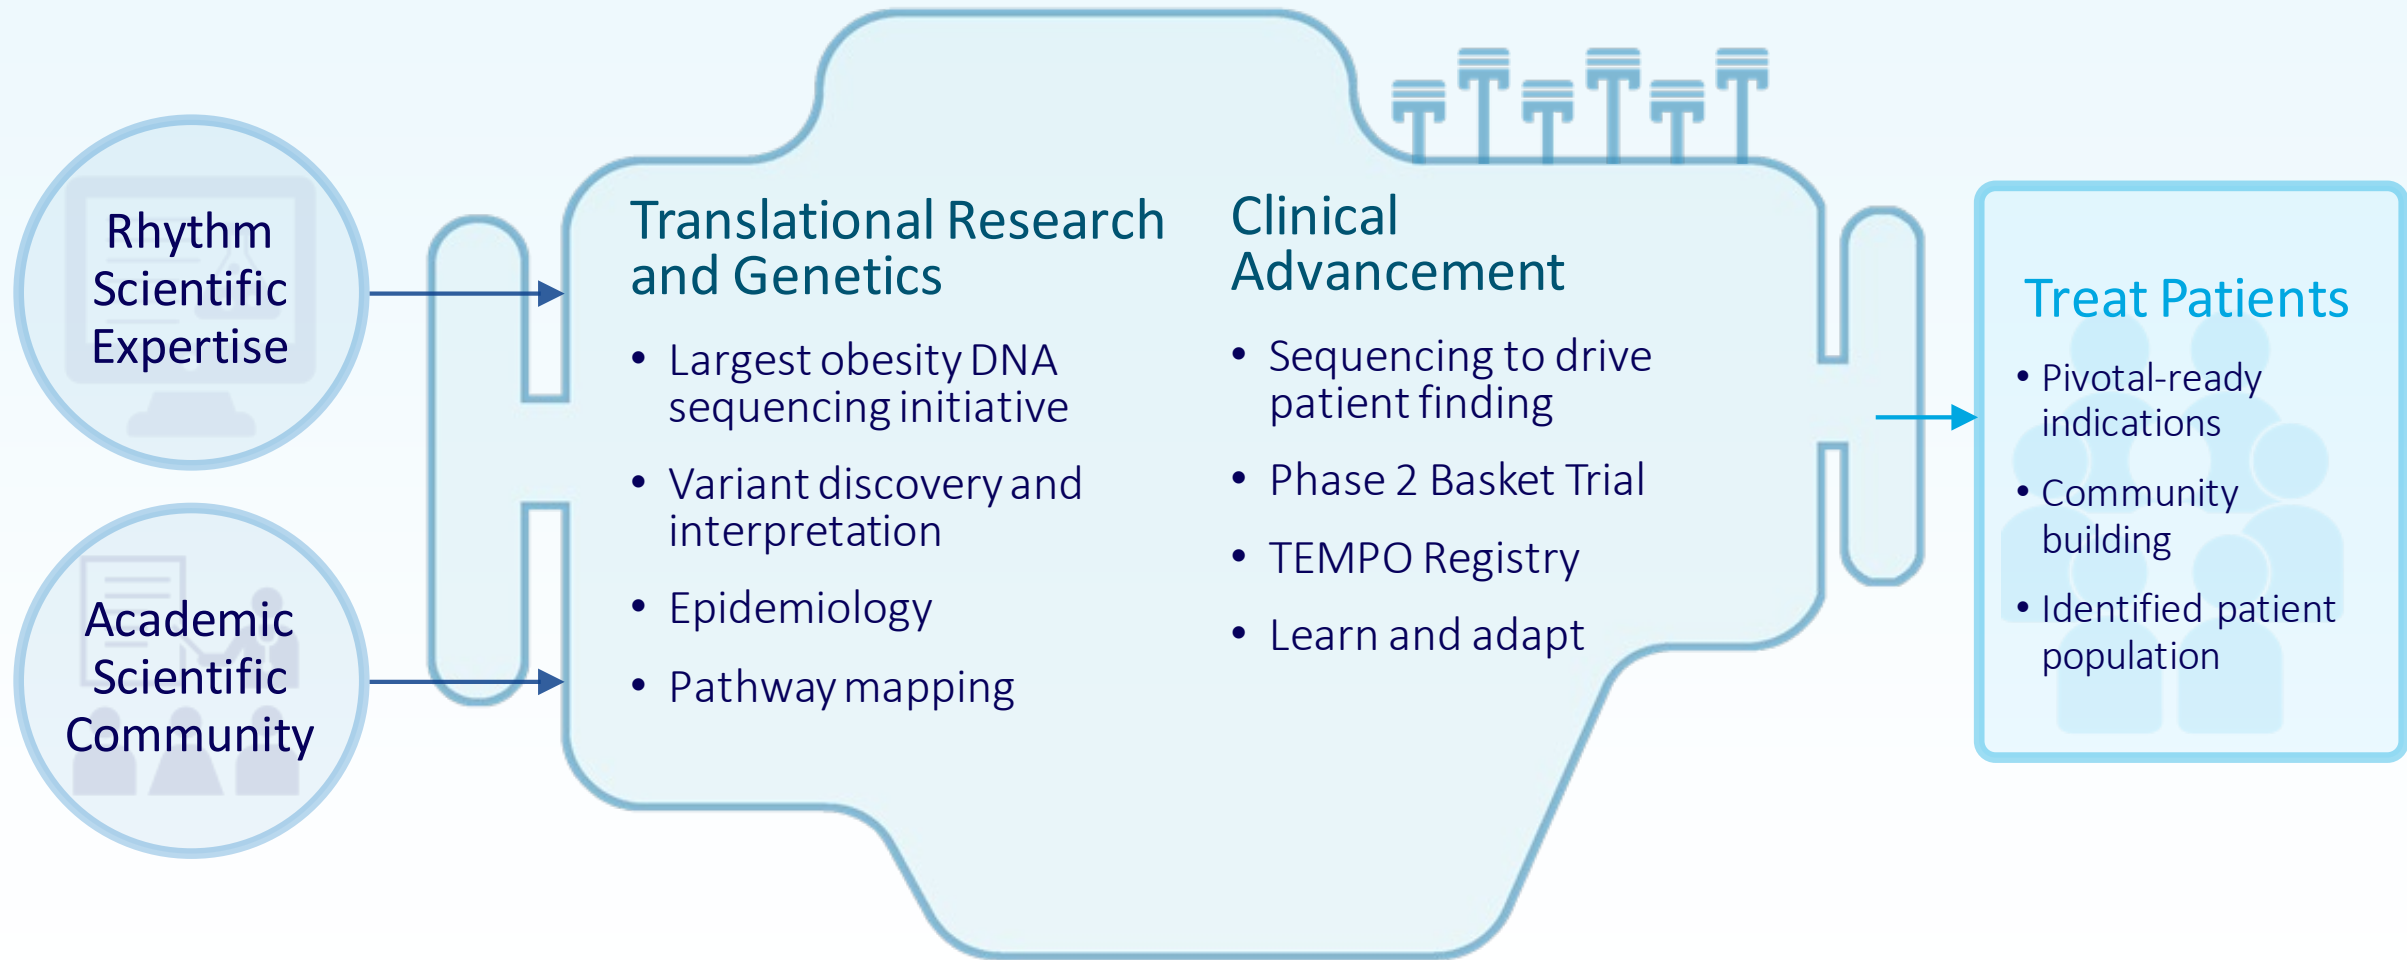 Rhythm
Scientific
Expertise
Academic
Scientific
Community
Translational Research
and Genetics
• Largest obesity DNA
sequencing initiative
• Variant discovery and
interpretation
• Epidemiology
• Pathway mapping
Clinical
Advancement
• Sequencing to drive
patient finding
• Phase 2 Basket Trial
• TEMPO Registry
• Learn and adapt
Treat Patients
• Pivotal-ready
indications
• Community
building
• Identified patient
population